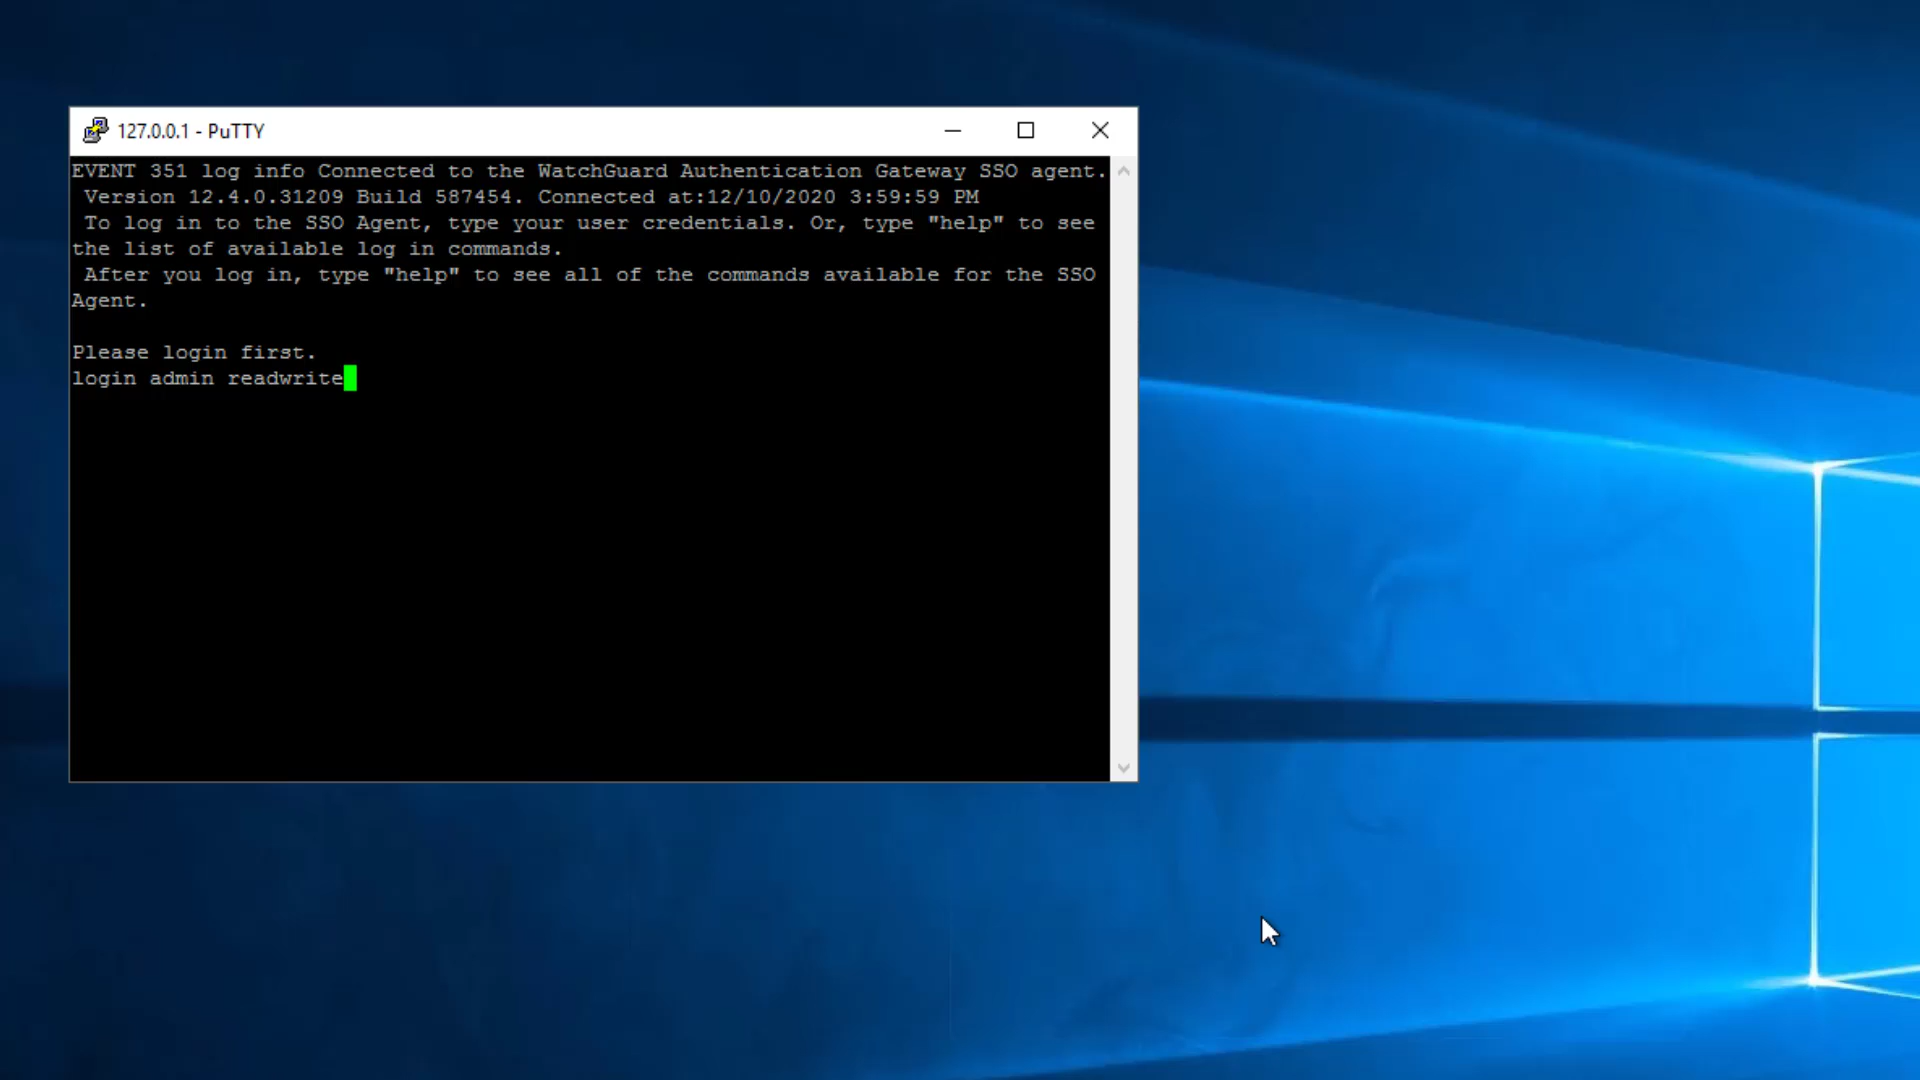 127.0.0.1 - PuTTY
EVENT 351 log info Connected to the WatchGuard Authentication Gateway SSO agent.
Version 12.4.0.31209 Build 587454. Connected at:12/10/2020 3:59:59 PM
To log in to the SSO Agent, type your user credentials. Or, type "help" to see
the list of available log in commands.
After you log in, type "help" to see all of the commands available for the SSO
Agent.
Please login first.
login admin readwrite